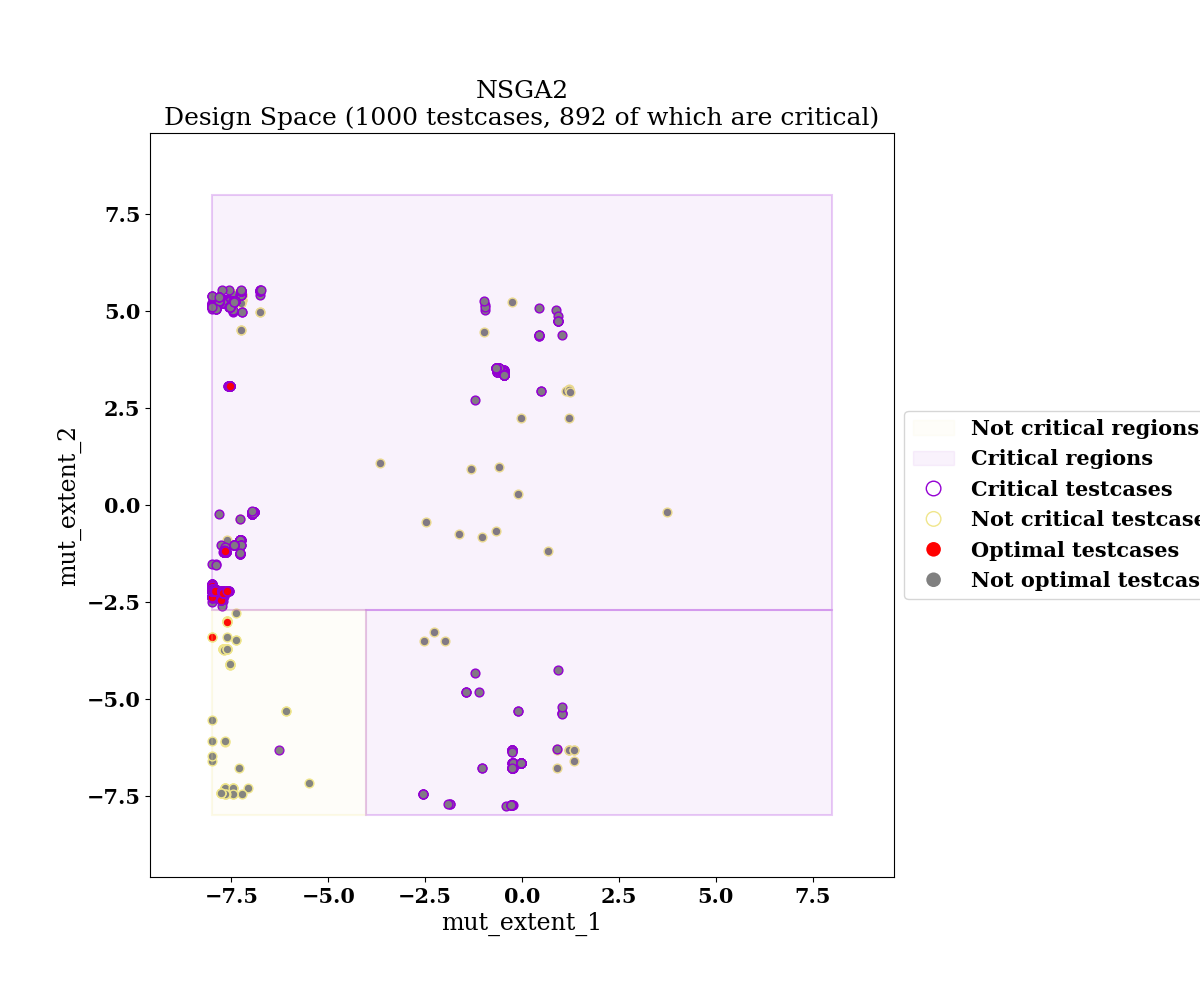 NSGA2
Design Space (1000 testcases, 892 of which are critical)
mut_extent_2
7.5
5.0
2.5
0.0
−2.5
−5.0
−7.5
−7.5
−5.0
−2.5
0.0
2.5
5.0
7.5
mut_extent_1
Not critical regions
Critical regions
Critical testcases
Not critical testcase
Optimal testcases
Not optimal testcas